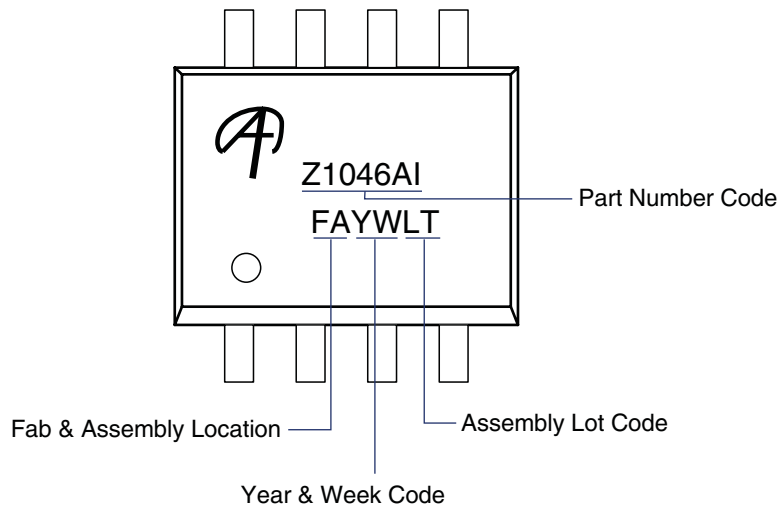 Z1046AI
Part Number Code
FAYWLT
Fab & Assembly Location
Assembly Lot Code
Year & Week Code